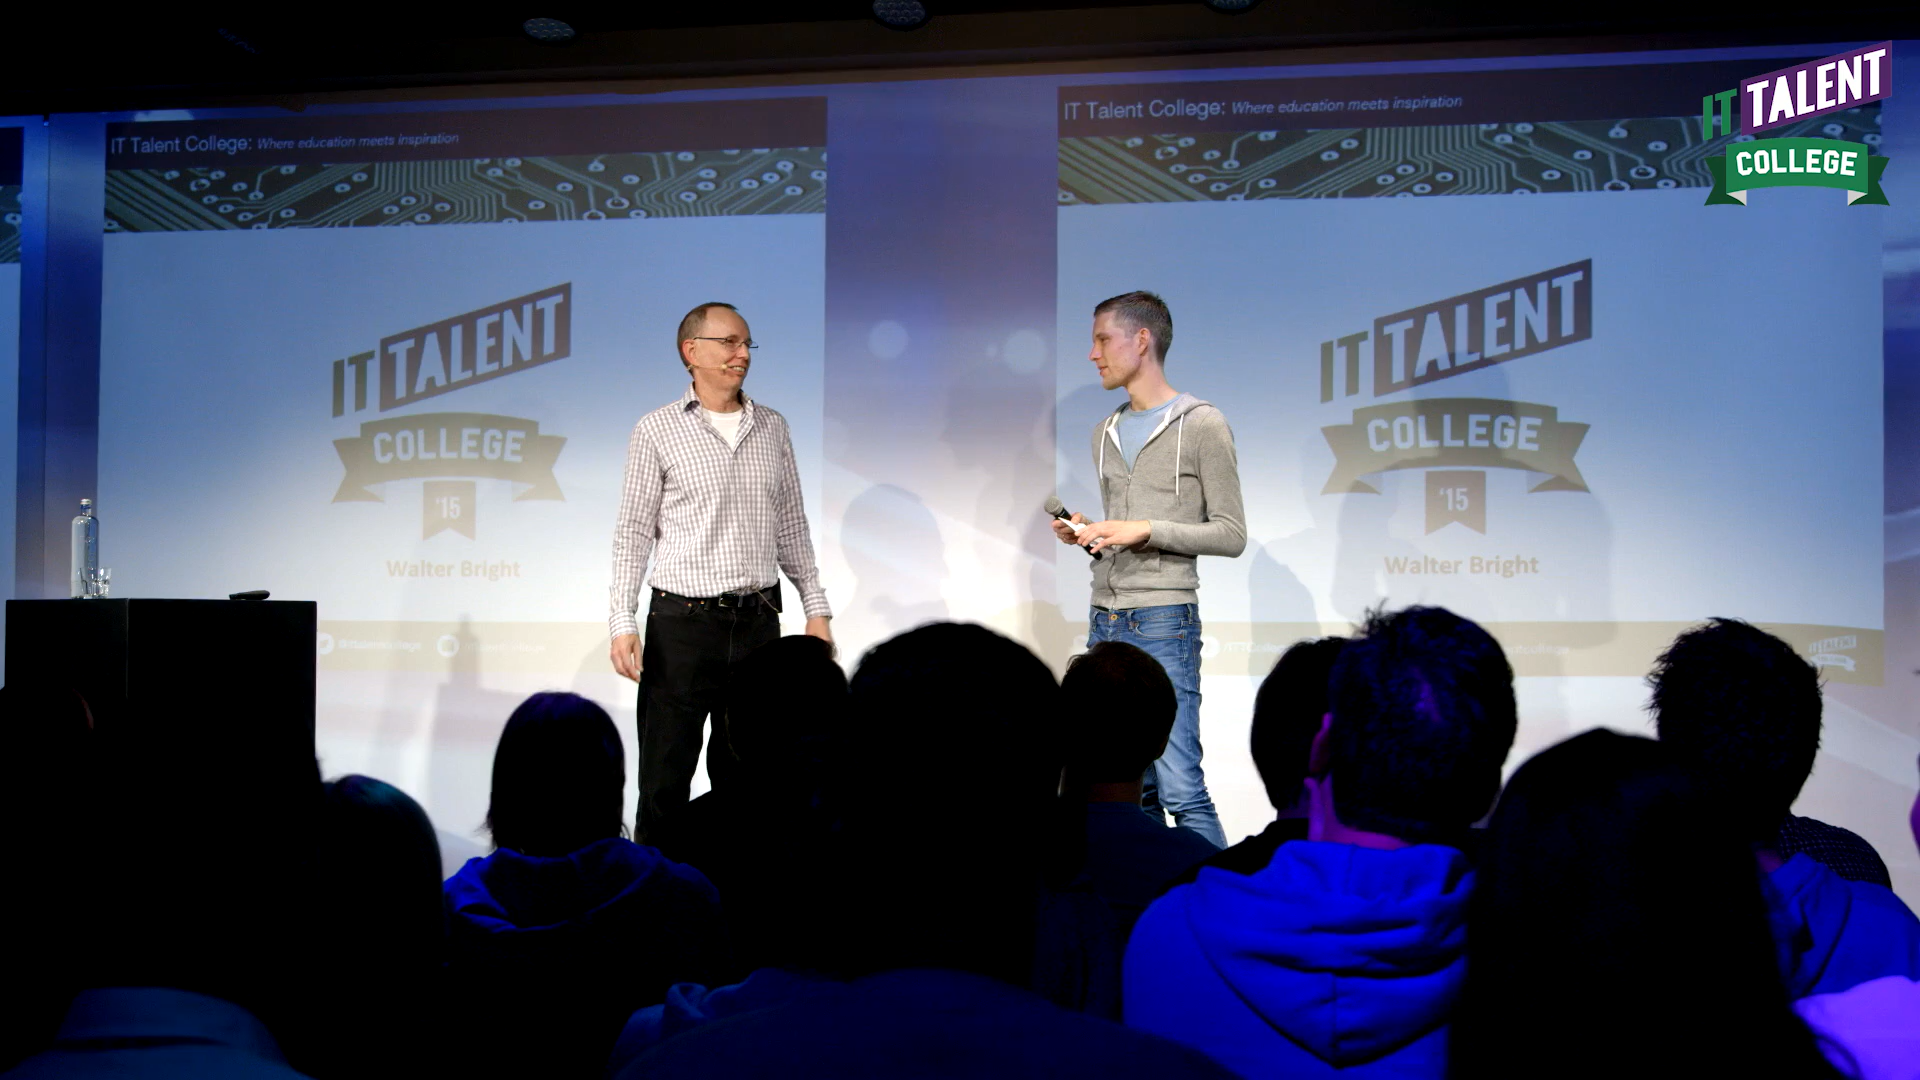 IT Talent College: Where education meets inspiration
IT TALENT
COLLEGE
'15
Walter Bright
IT Talent College: Where education meets inspiration
IT TALENT
COLLEGE
'15
Walter Bright
IT TALENT
COLLEGE